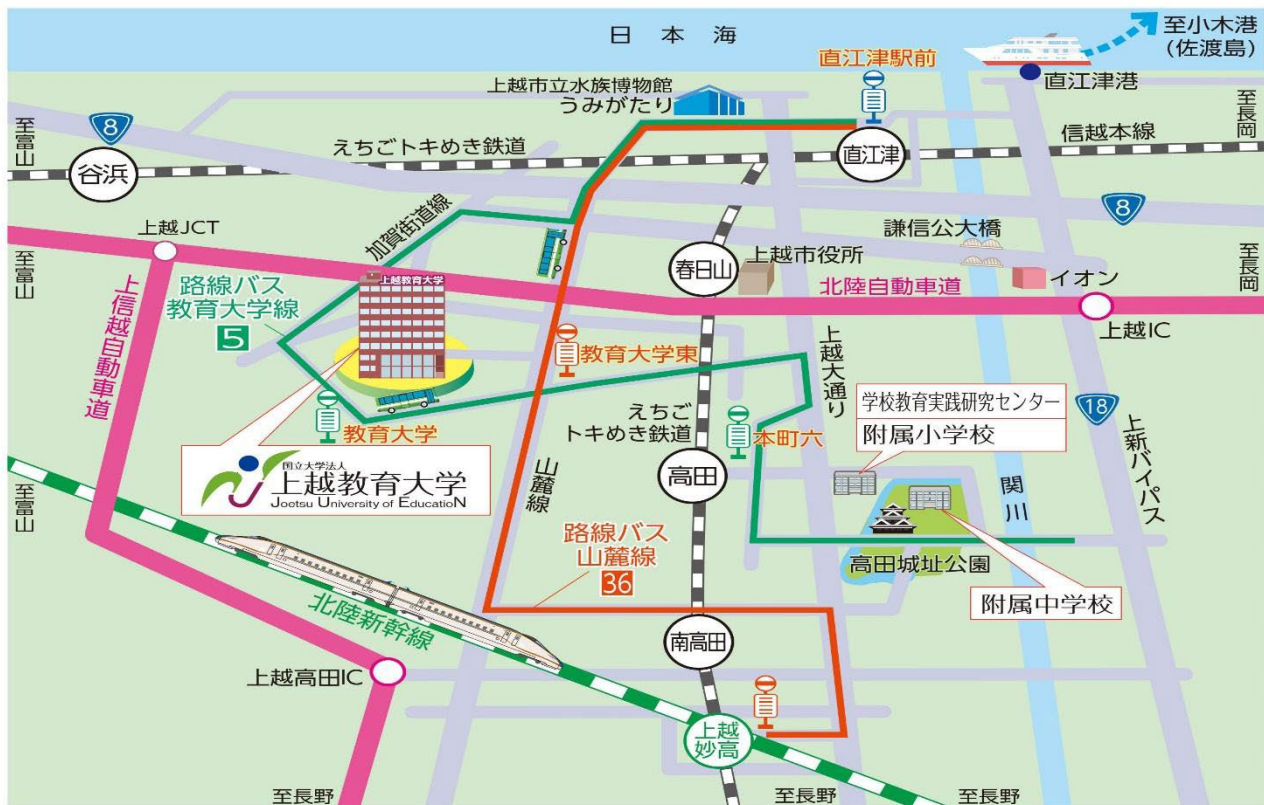 日本海
至小木港
(佐渡島)
直江津駅前
直江津港
上越市立水族博物館
うみがたり
至富山
8
谷浜
えちごトキめき鉄道
直江津
信越本線
至長岡
加賀街道線
8
謙信公大橋
上越JCT
至富山
春日山
上越市役所
イオン
至長岡
北陸自動車道
上越IC
上越教育大学
路線バス
教育大学線
5
上信越自動車道
教育大学東
上越大通り
学校教育実践研究センター
附属小学校
18
上新バイパス
えちご
トキめき鉄道
本町六
教育大学
国立大学法人
上越教育大学
Joetsu University of EducatioN
山麓線
高田
関川
至富山
路線バス
山麓線
36
高田城址公園
附属中学校
北陸新幹線
南高田
上越高田IC
上越
妙高
至長野
至長野
至長野